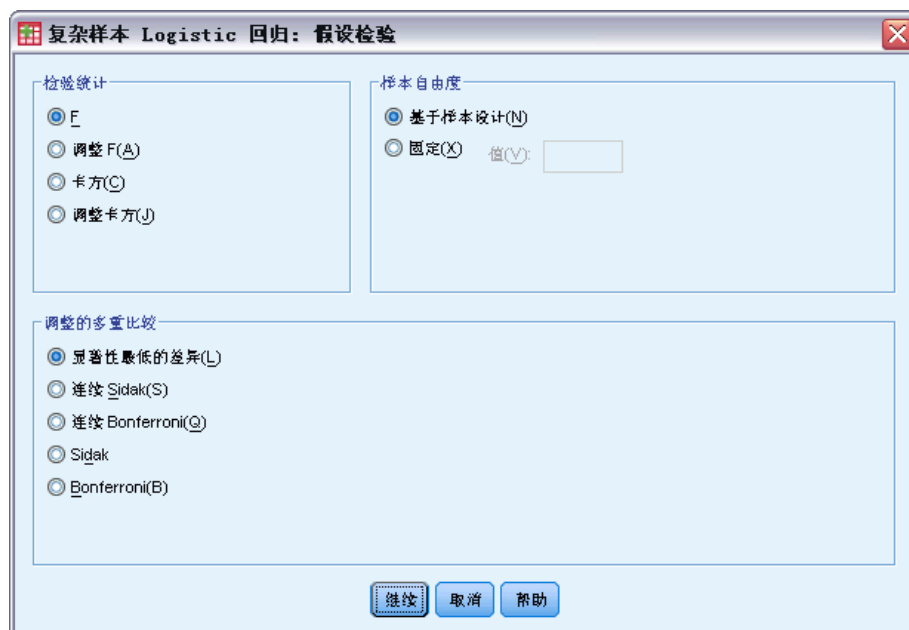 复杂样本 Logistic 回归: 假设检验
检验统计
F
调整 F(A)
卡方(C)
调整卡方(J)
样本自由度
基于样本设计(N)
固定(X) 值(V):
调整的多重比较
显著性最低的差异(L)
连续 Sidak(S)
连续 Bonferroni(Q)
Sidak
Bonferroni(B)
继续 取消 帮助